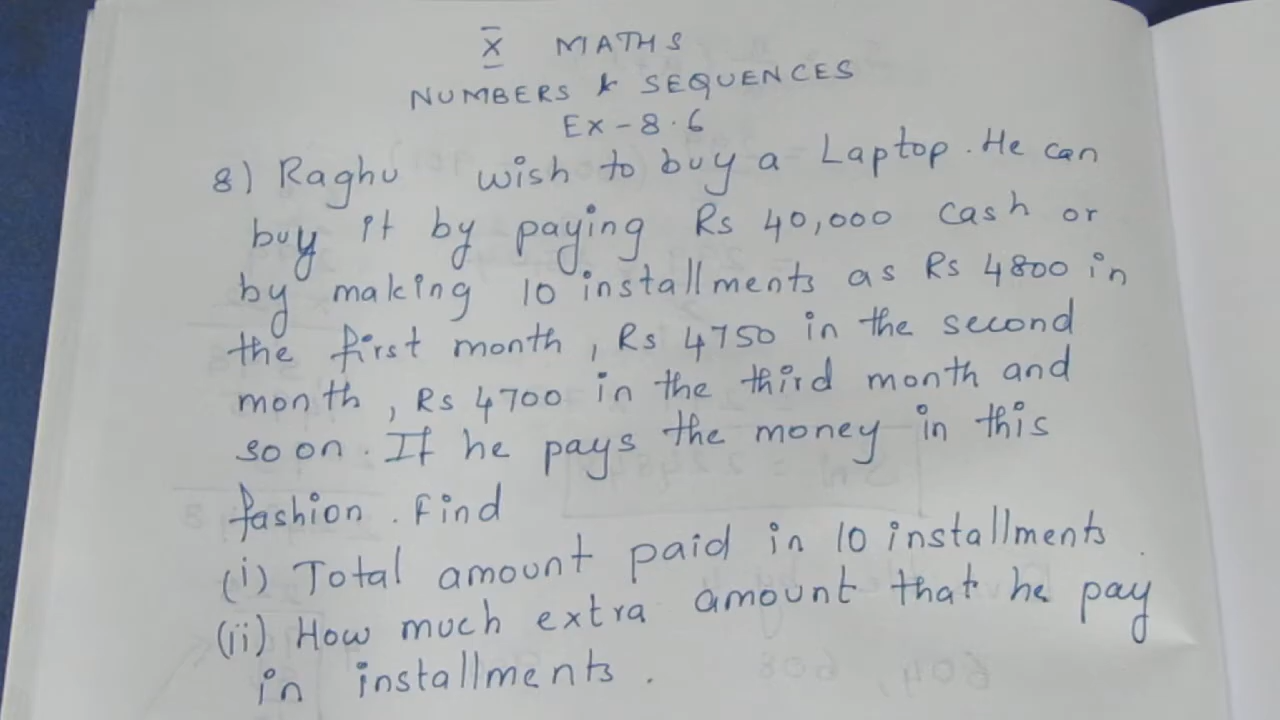 X MATHS
NUMBERS & SEQUENCES
Ex-8.6
8) Raghu wish to buy a Laptop. He can
buy it by paying Rs 40,000 cash or
by making 10 installments as Rs 4800 in
the first month, Rs 4750 in the second
month, Rs 4700 in the third month and
so on. If he pays the money in this
fashion. Find
(i) Total amount paid in 10 installments.
(ii) How much extra amount that he pay
in installments.